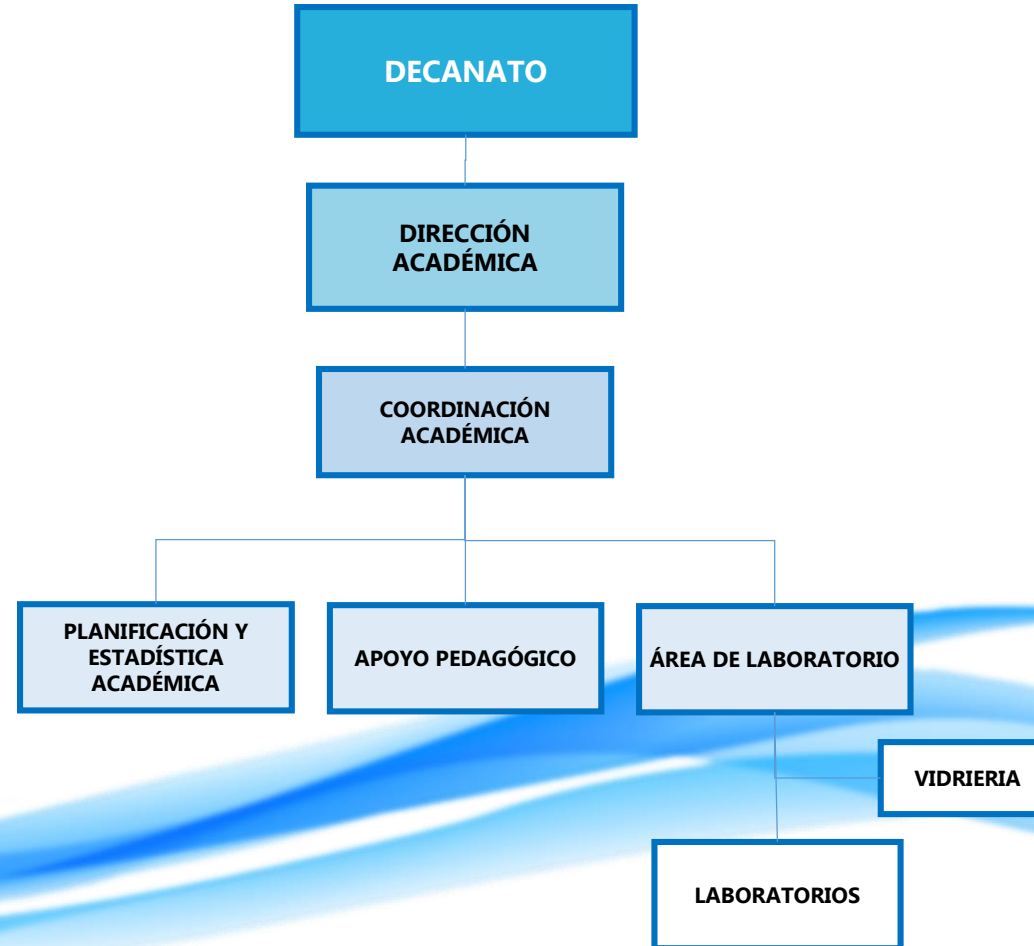 DECANATO
DIRECCIÓN
ACADÉMICA
COORDINACIÓN
ACADÉMICA
PLANIFICACIÓN Y
ESTADÍSTICA
ACADÉMICA
APOYO PEDAGÓGICO
ÁREA DE LABORATORIO
VIDRIERIA
LABORATORIOS